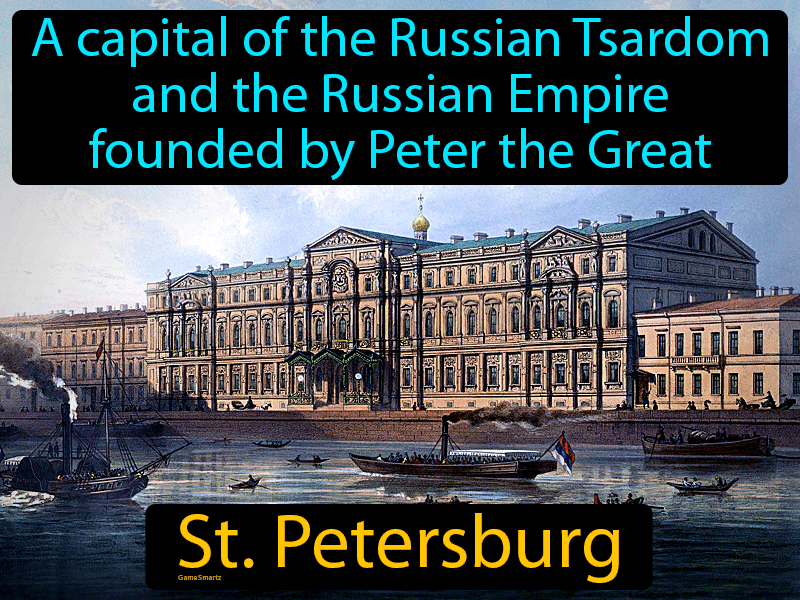 A capital of the Russian Tsardom
and the Russian Empire
founded by Peter the Great
St. Petersburg
GameSmartz